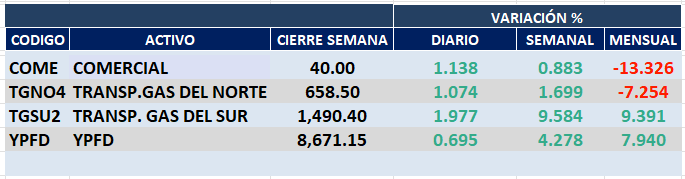 VARIACIÓN %
CODIGO ACTIVO CIERRE SEMANA DIARIO SEMANAL MENSUAL
COME COMERCIAL 40.00 1.138 0.883 -13.326
TGNO4 TRANSP.GAS DEL NORTE 658.50 1.074 1.699 -7.254
TGSU2 TRANSP. GAS DEL SUR 1,490.40 1.977 9.584 9.391
YPFD YPFD 8,671.15 0.695 4.278 7.940